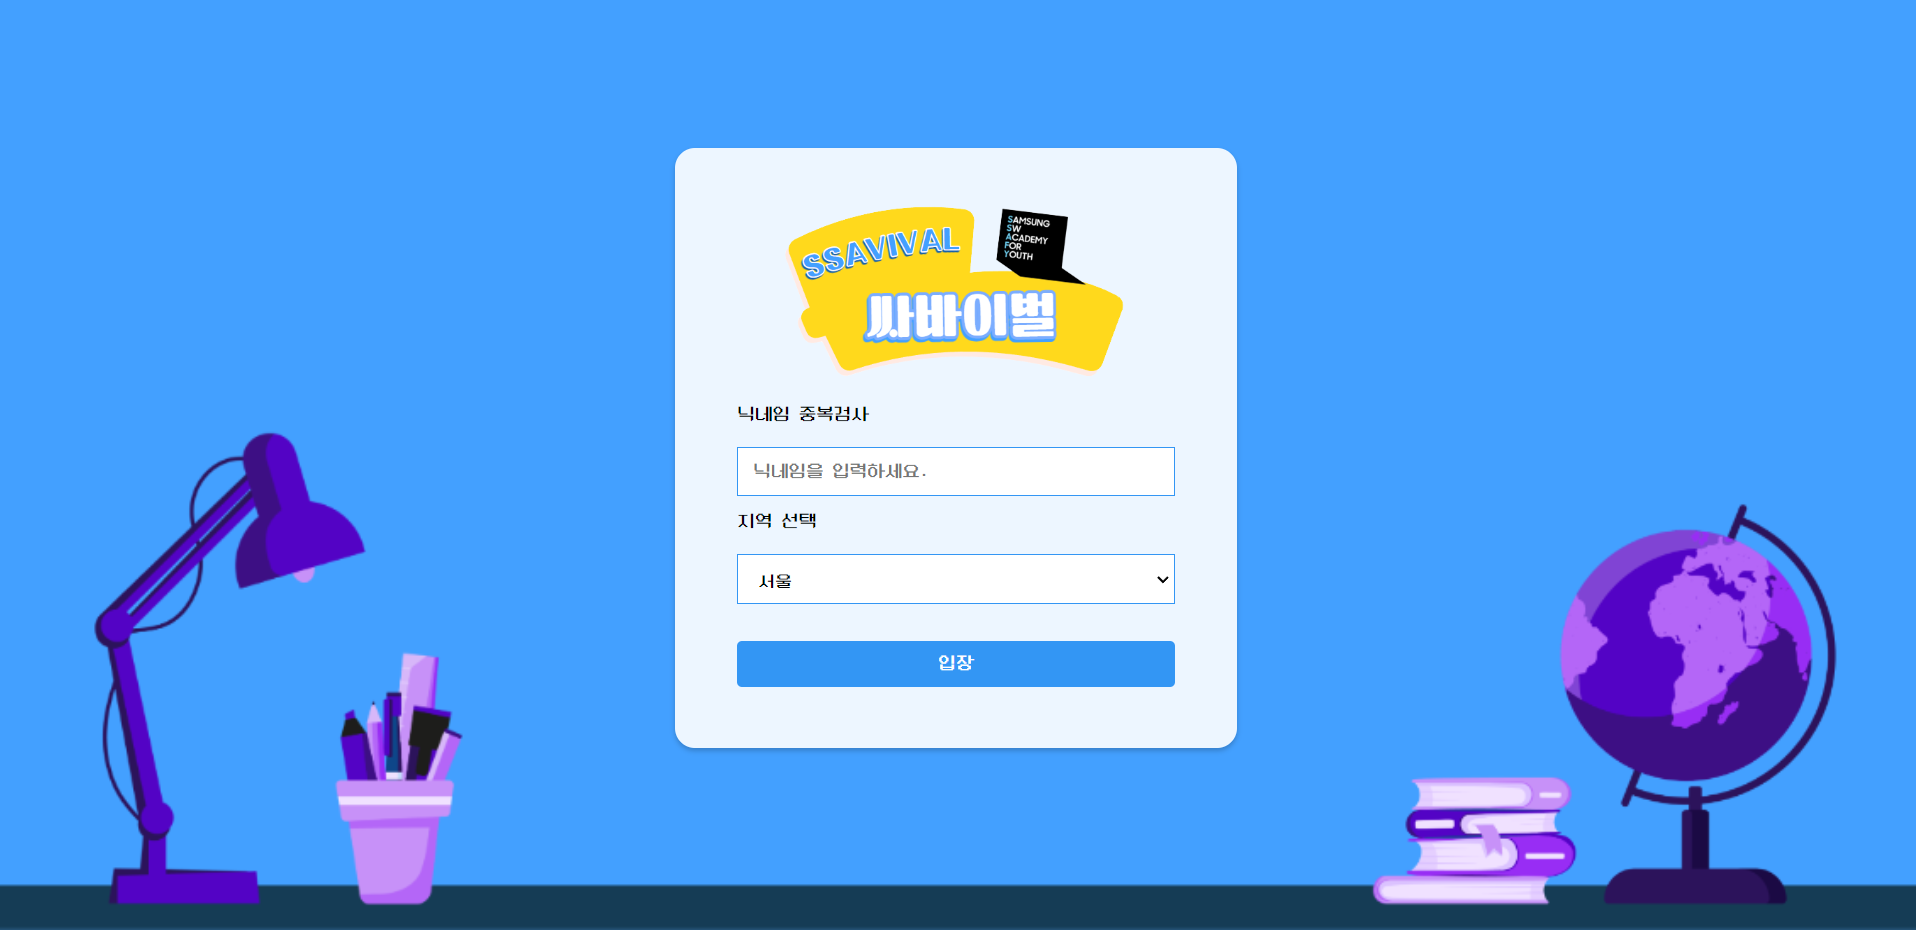 SSAVIVAL
SAMSUNG
SW
ACADEMY
FOR
YOUTH
싸바이벌
닉네임 중복검사
닉네임을 입력하세요.
지역 선택
서울
입장